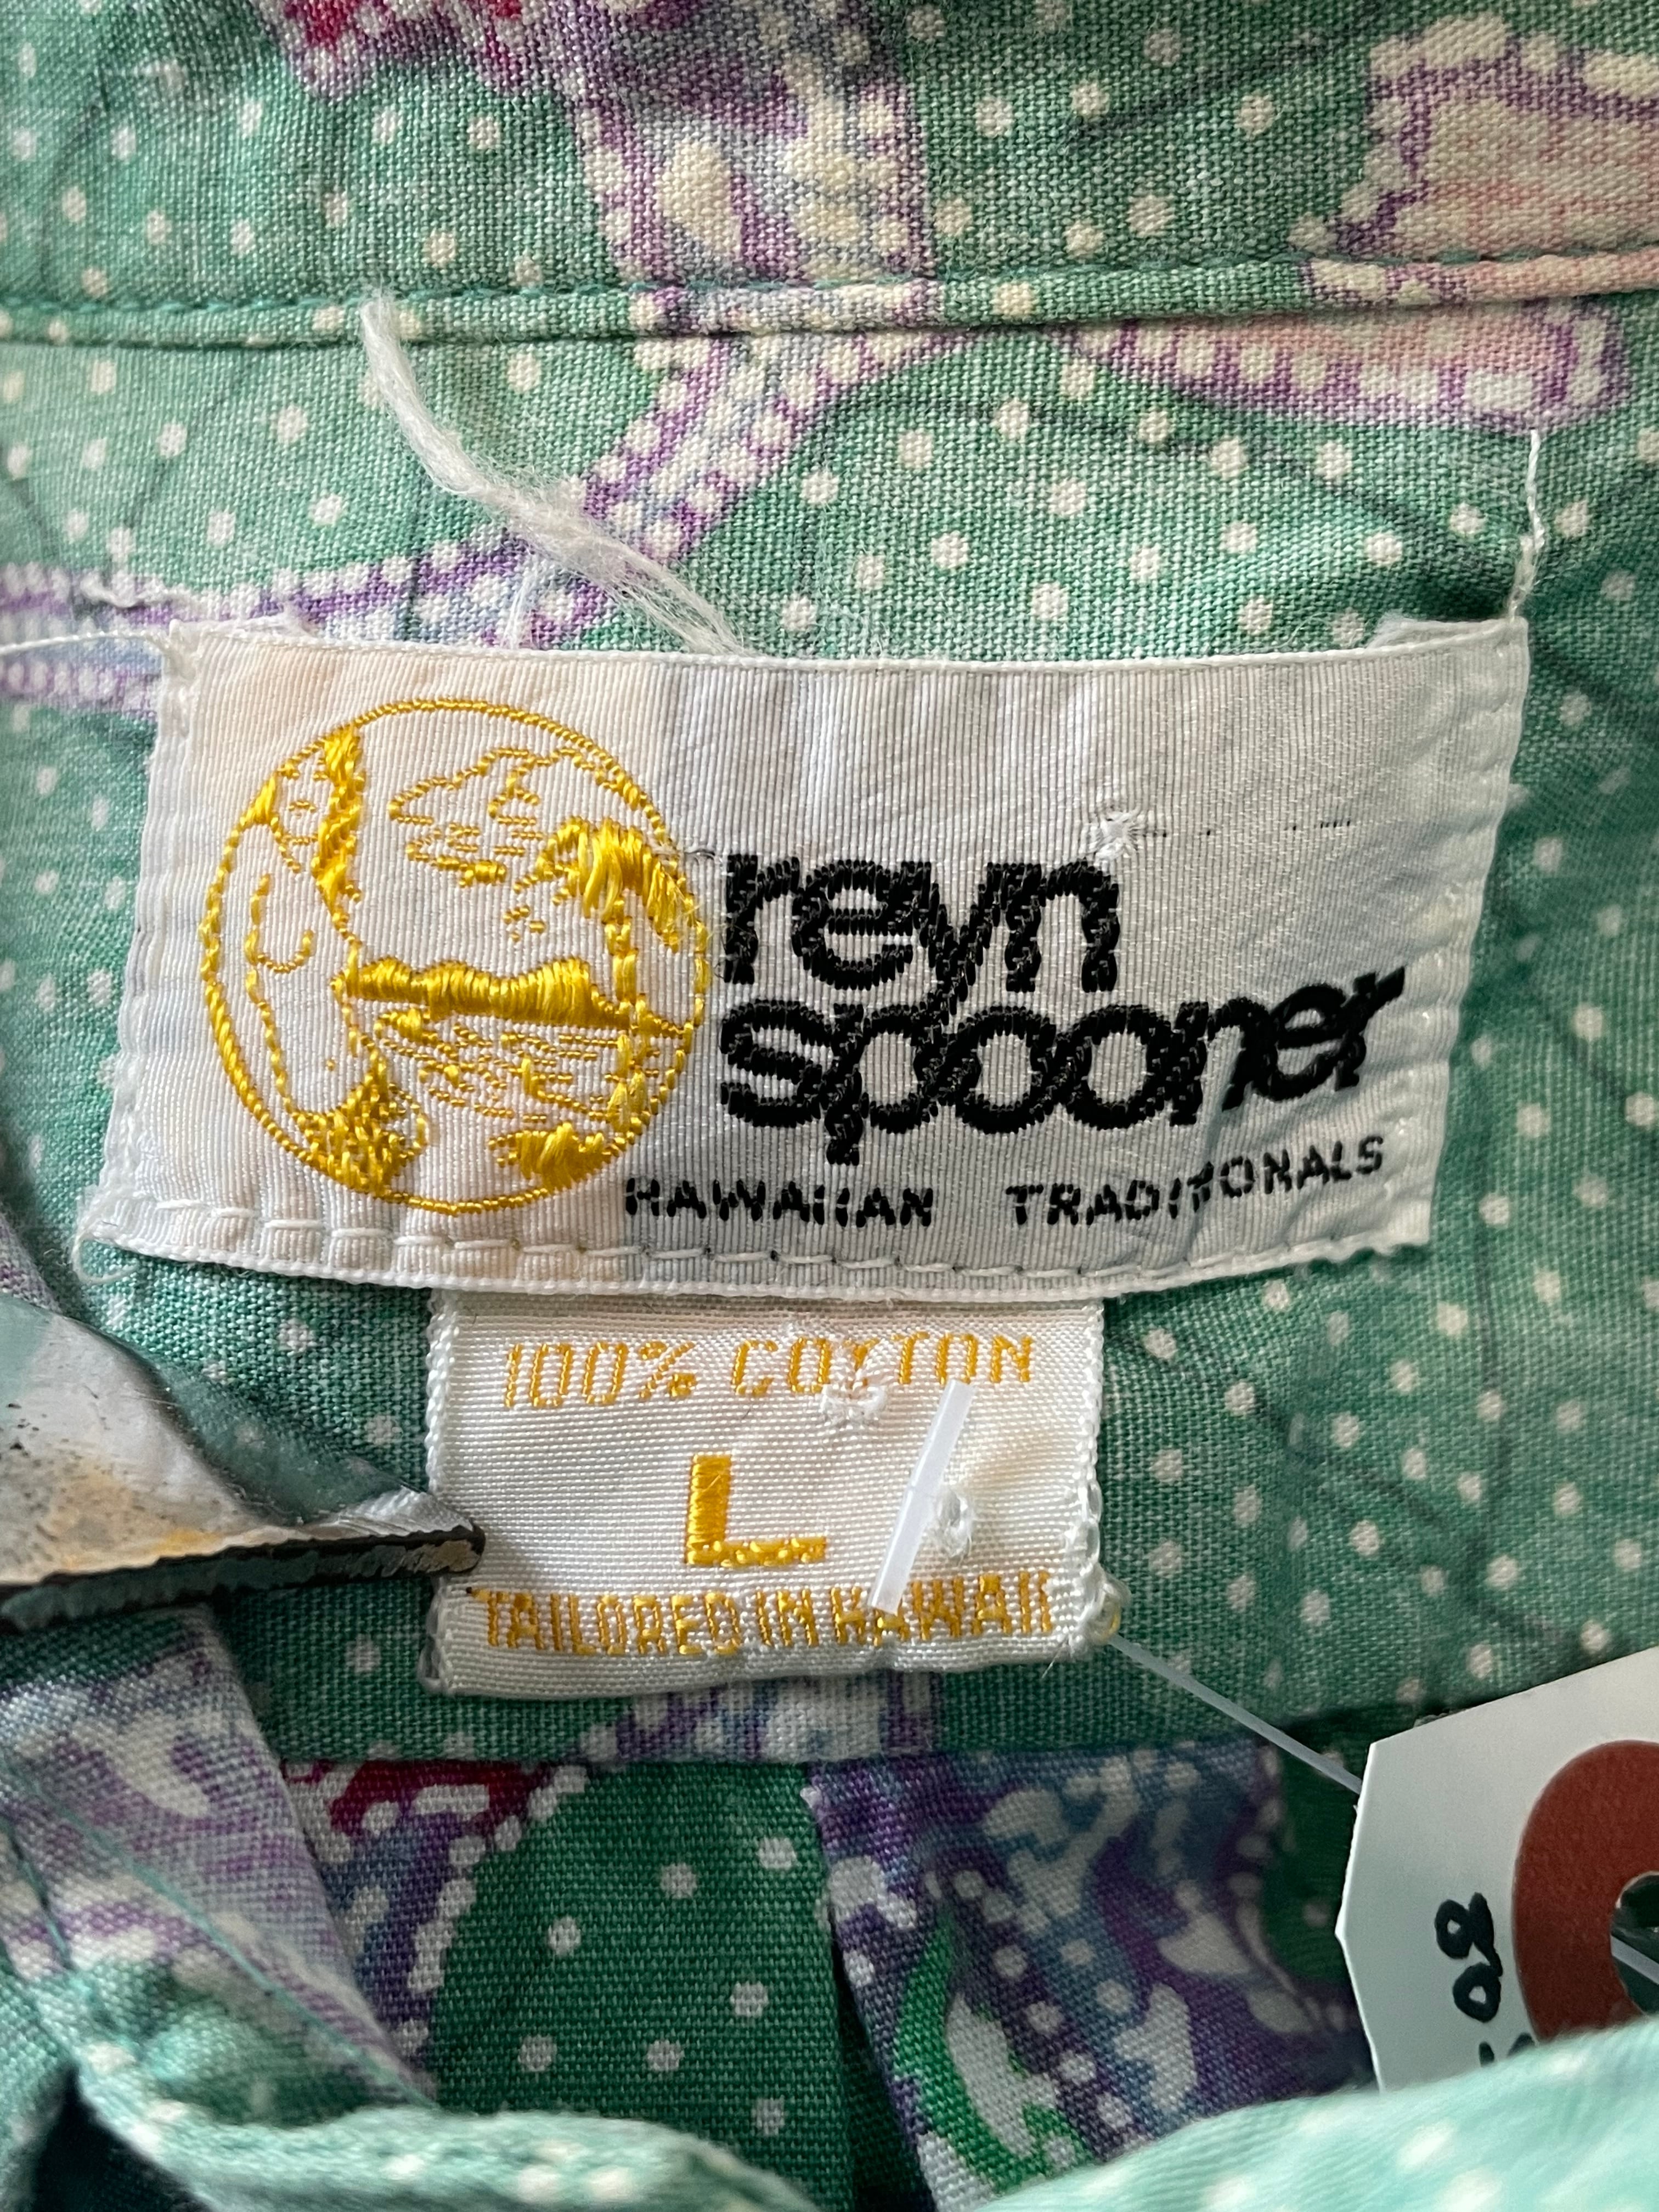 reyn
spooner
HAWAIIAN TRADITIONALS
100% COTTON
L
TAILORED IN HAWAII